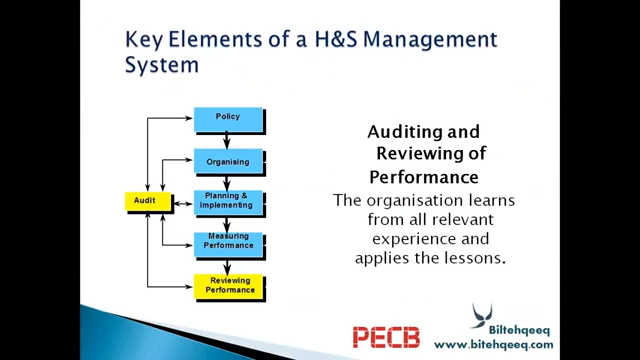 Key Elements of a H&S Management
System
Policy
Organising
Audit
Planning &
Implementing
Measuring
Performance
Reviewing
Performance
Auditing and
Reviewing of
Performance
The organisation learns
from all relevant
experience and
applies the lessons.
PECB
Biltehqeeq
www.bitehqeeq.com